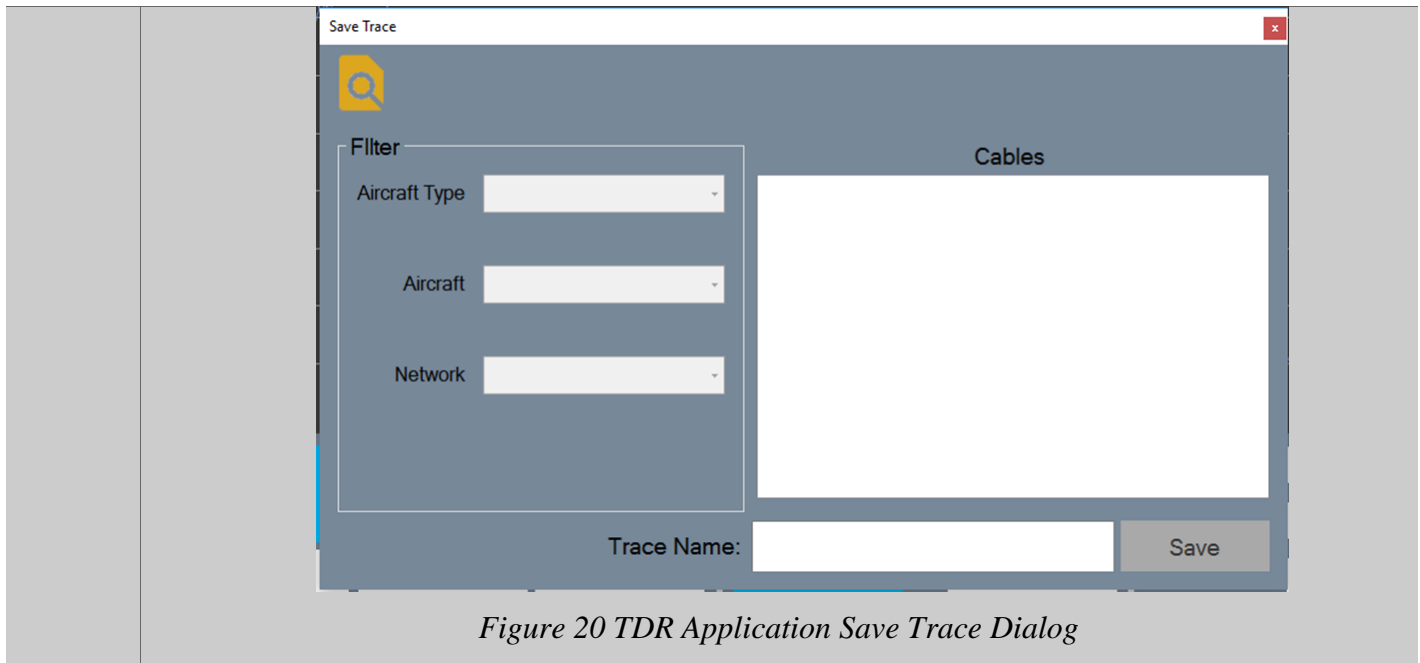 Save Trace
x
FIlter
Cables
Aircraft Type
Aircraft
Network
Trace Name:
Save
Figure 20 TDR Application Save Trace Dialog